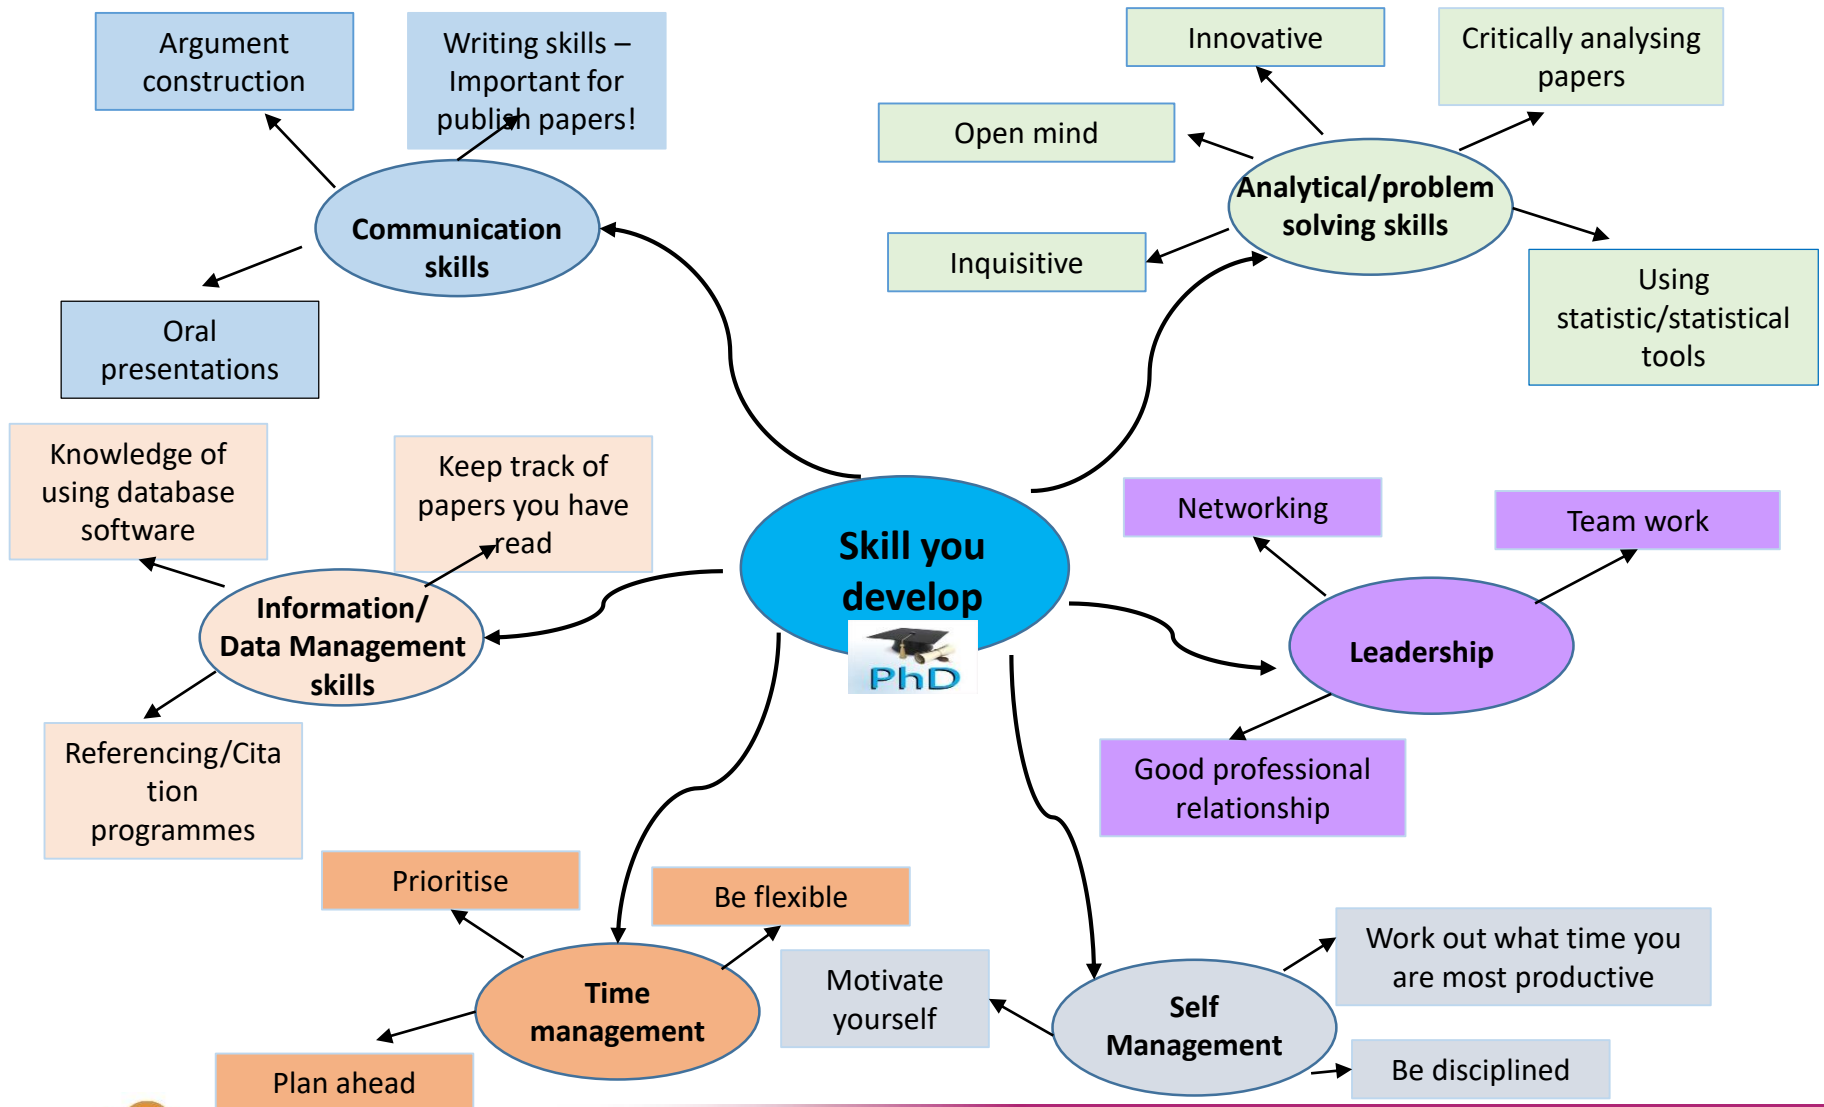 Argument
construction
Writing skills –
Important for
publish papers!
Communication
skills
Oral
presentations
Innovative
Critically analysing
papers
Open mind
Analytical/problem
solving skills
Inquisitive
Using
statistic/statistical
tools
Knowledge of
using database
software
Keep track of
papers you have
read
Information/
Data Management
skills
Referencing/Cita
tion
programmes
Skill you
develop
PhD
Networking
Team work
Leadership
Good professional
relationship
Prioritise
Be flexible
Time
management
Plan ahead
Motivate
yourself
Self
Management
Work out what time you
are most productive
Be disciplined